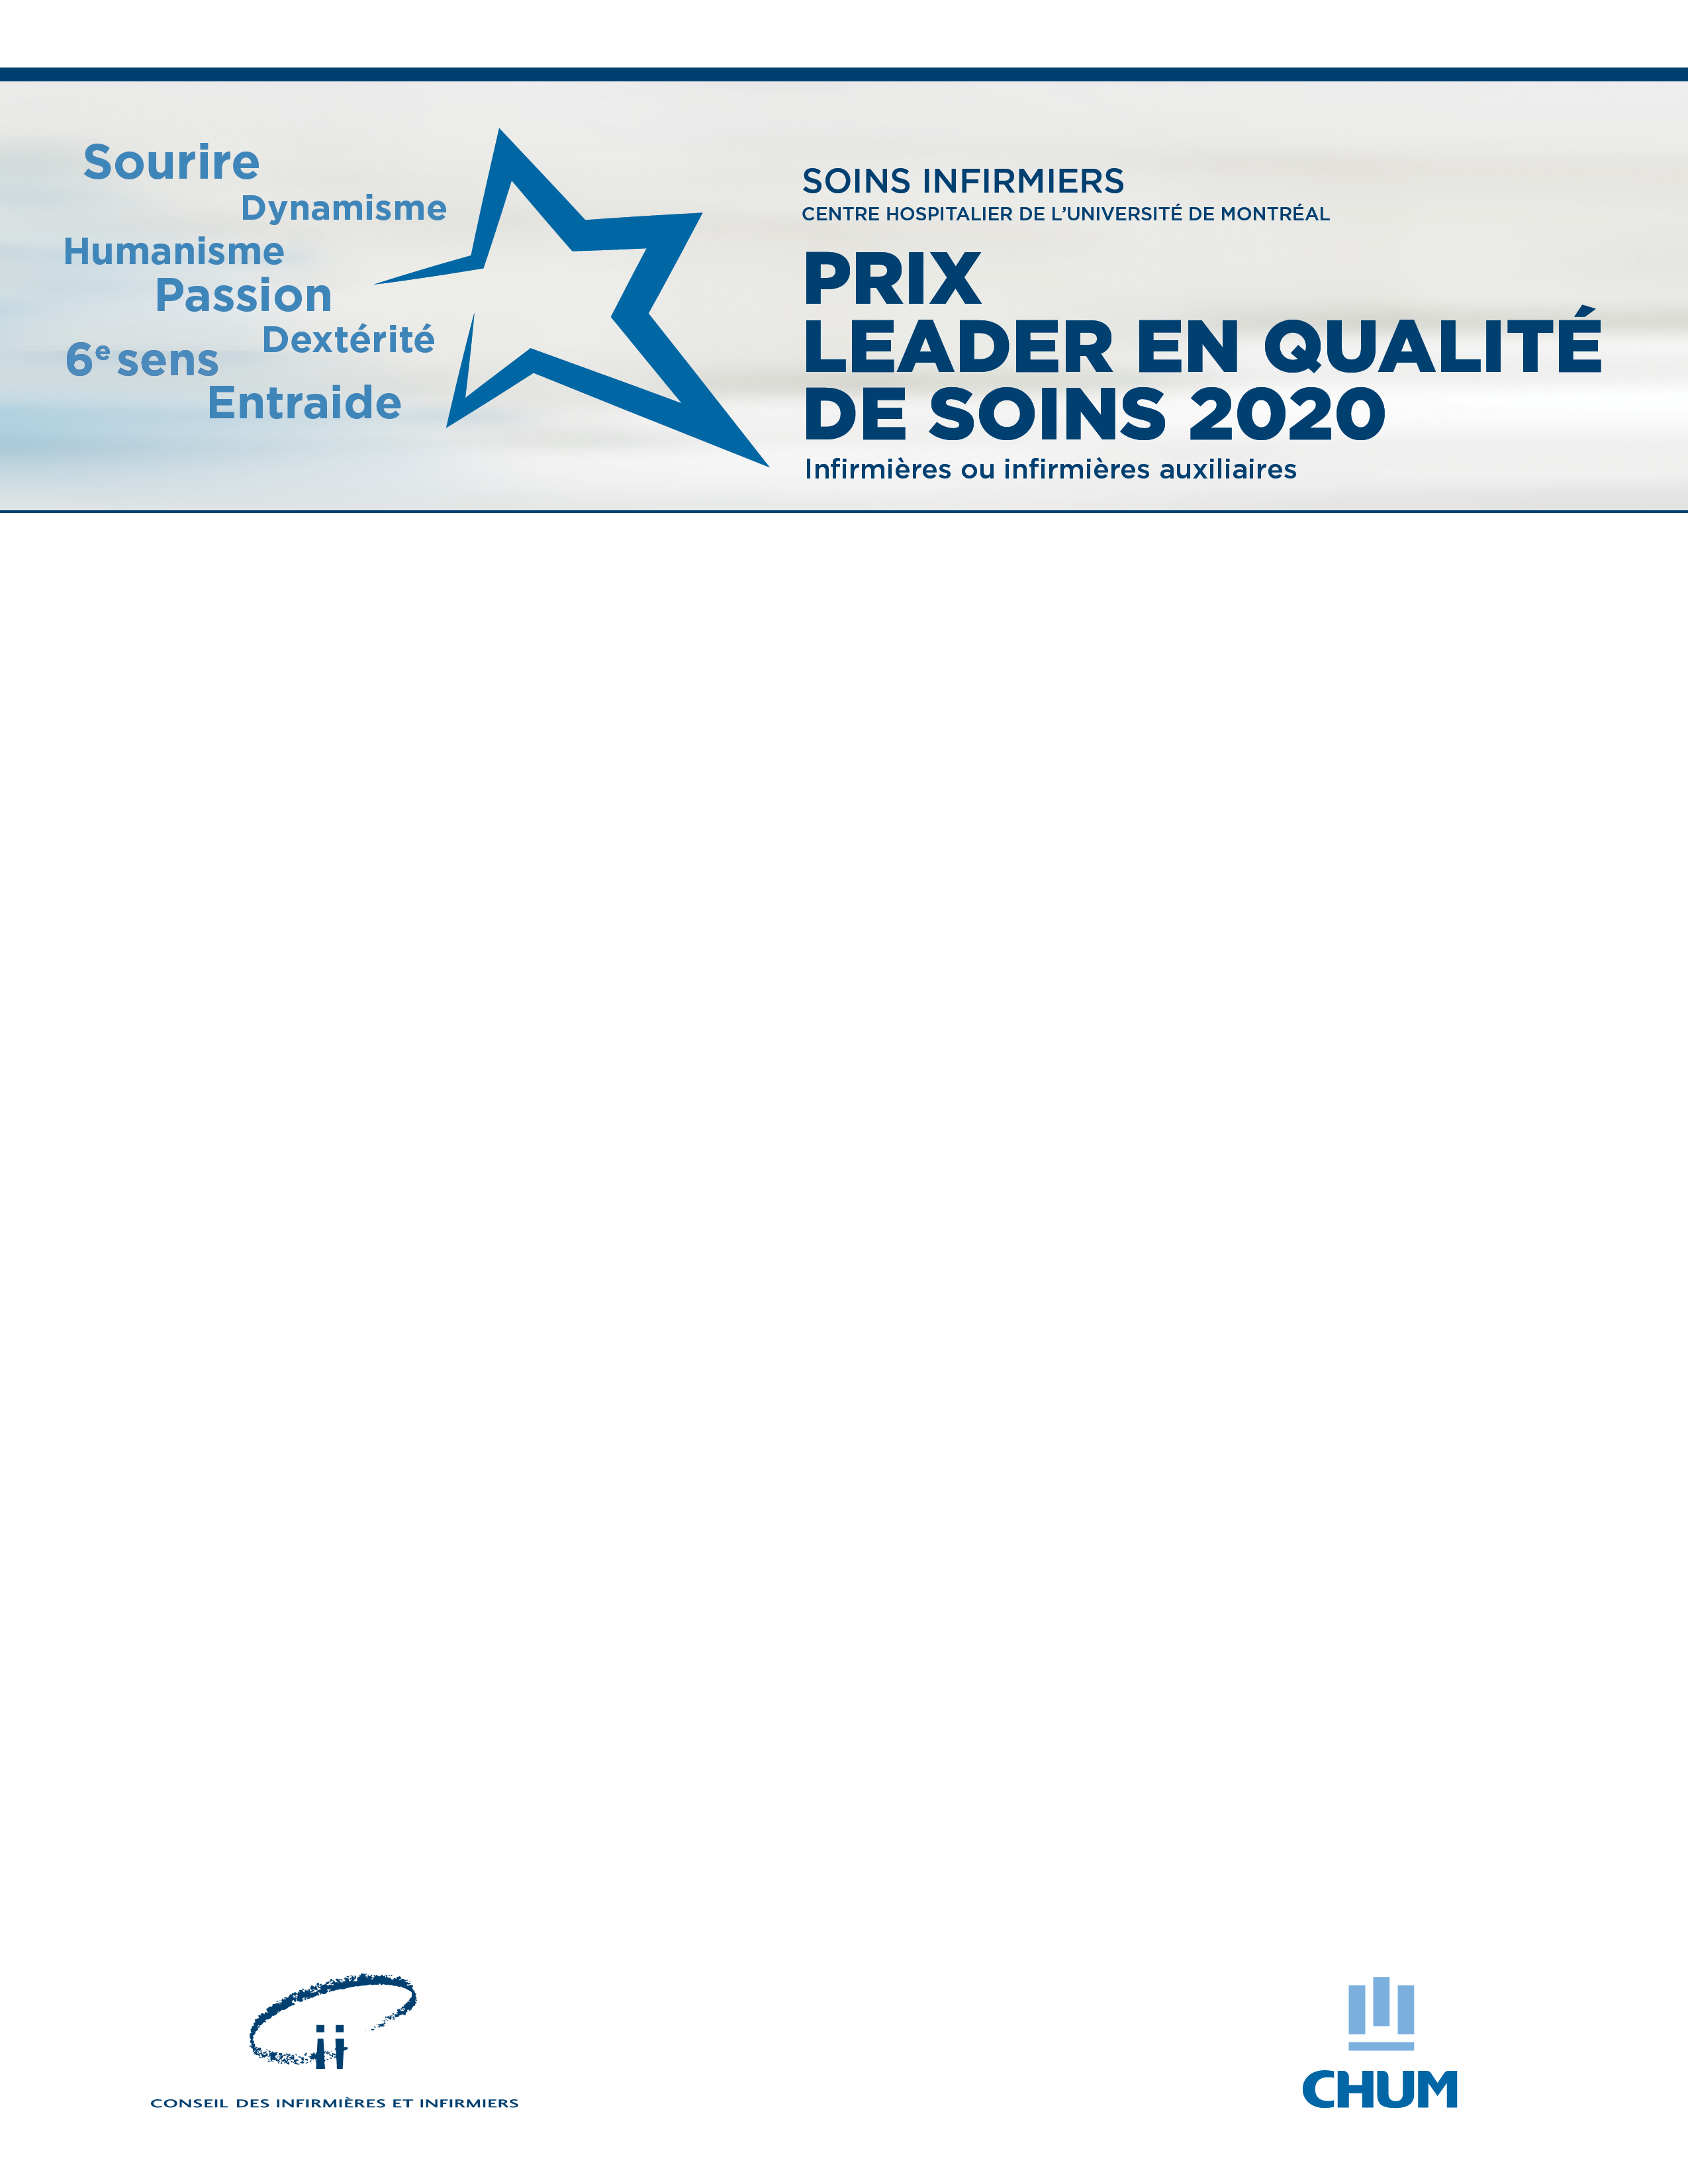 Sourire
Dynamisme
Humanisme
Passion
Dextérité
6e sens
Entraide
SOINS INFIRMIERS
CENTRE HOSPITALIER DE L'UNIVERSITÉ DE MONTRÉAL
PRIX
LEADER EN QUALITÉ
DE SOINS 2020
Infirmières ou infirmières auxiliaires
cii
CONSEIL DES INFIRMIÈRES ET INFIRMIERS
CHUM